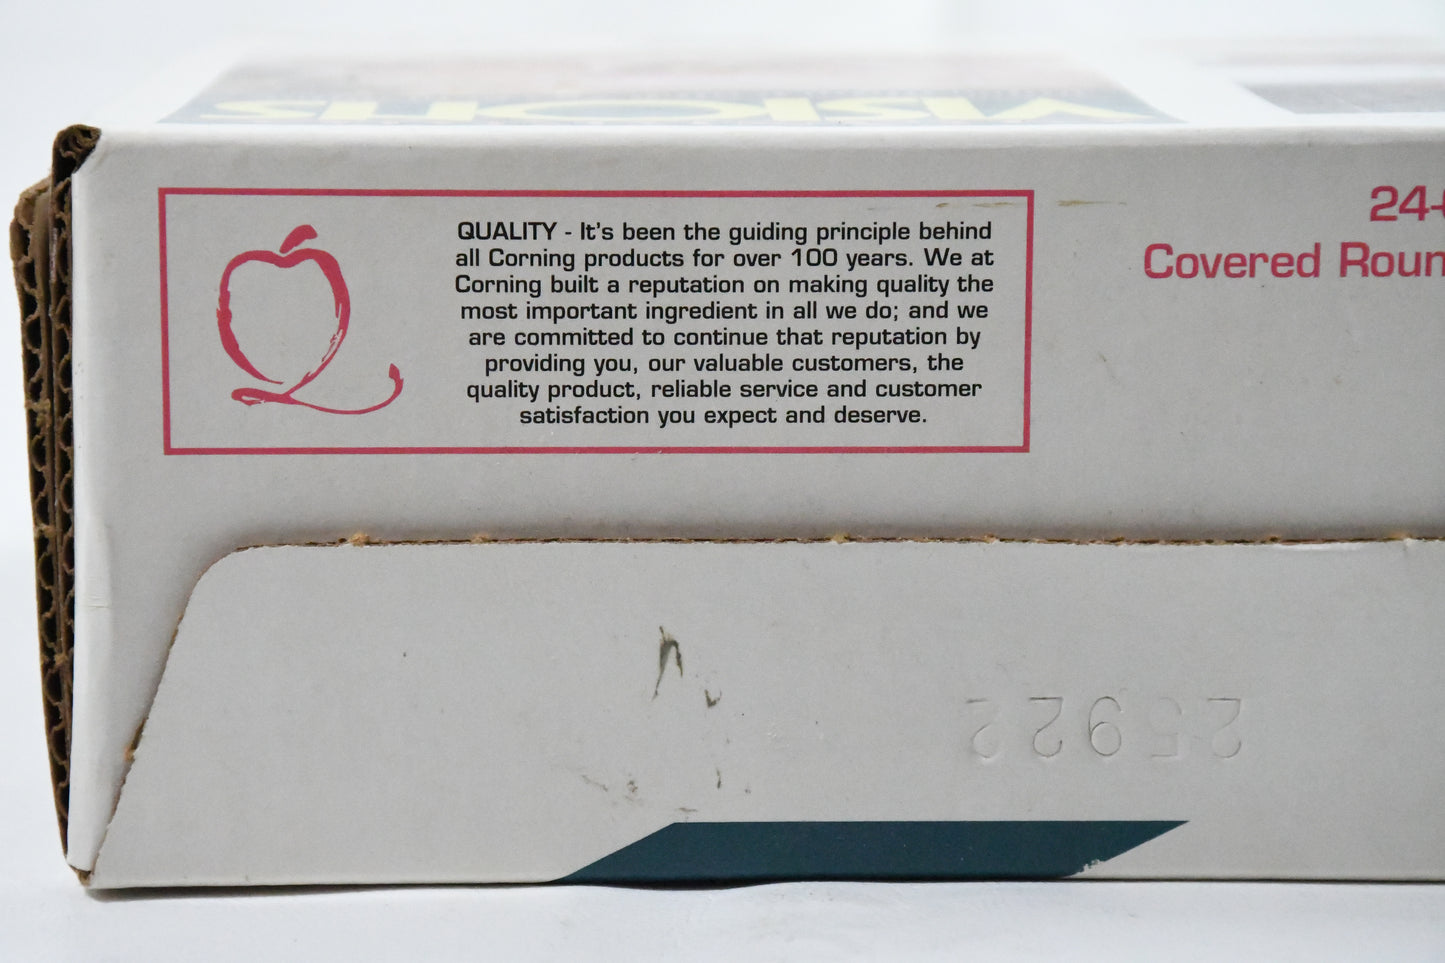 VISIONS
24-
Covered Roun
QUALITY - It's been the guiding principle behind
all Corning products for over 100 years. We at
Corning built a reputation on making quality the
most important ingredient in all we do; and we
are committed to continue that reputation by
providing you, our valuable customers, the
quality product, reliable service and customer
satisfaction you expect and deserve.
25922